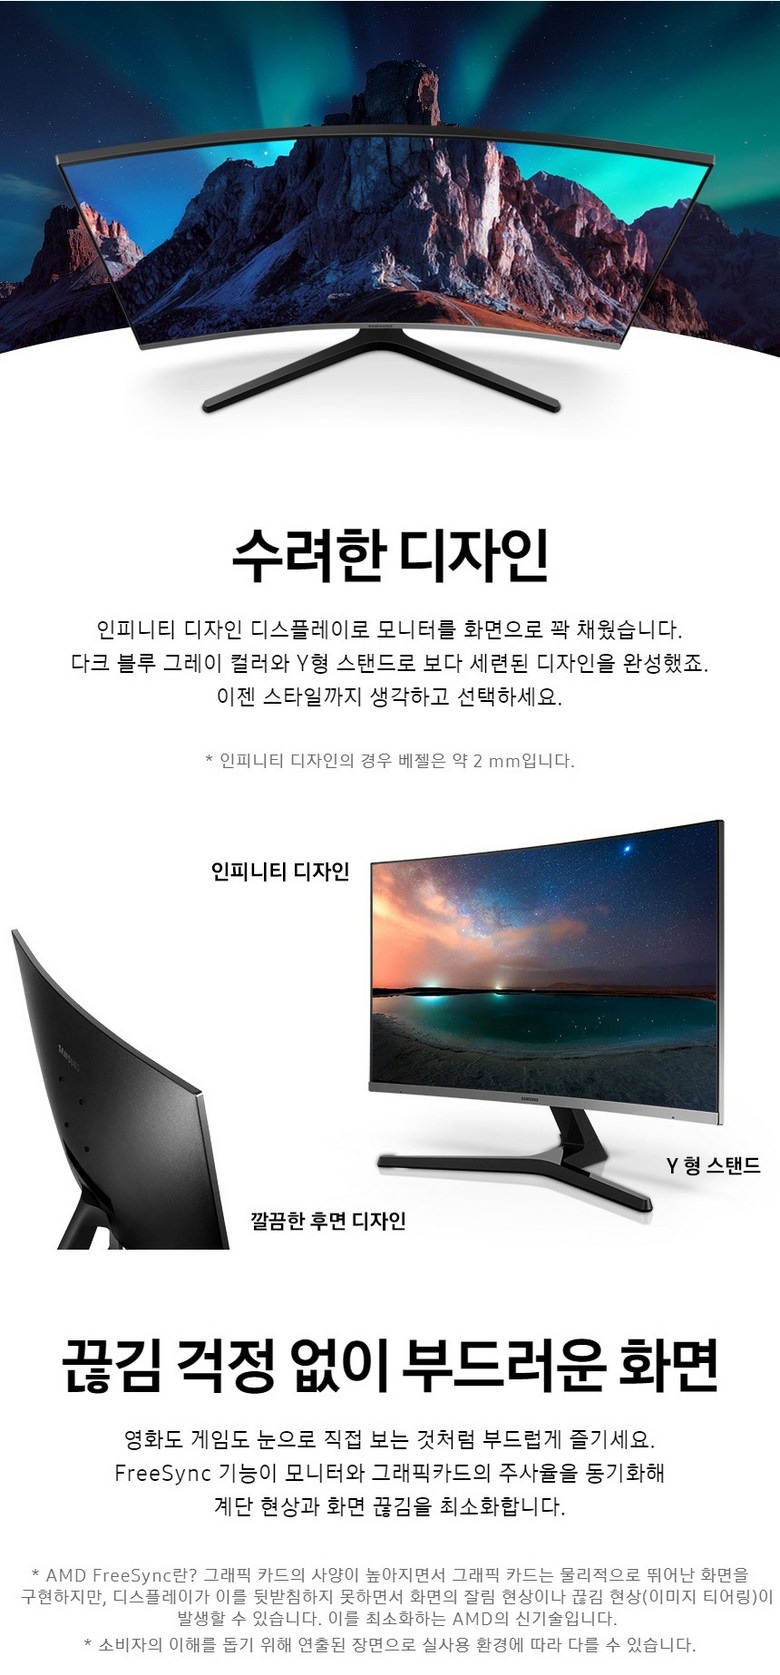 SAMSUNG
수려한 디자인
인피니티 디자인 디스플레이로 모니터를 화면으로 꽉 채웠습니다.
다크 블루 그레이 컬러와 Y형 스탠드로 보다 세련된 디자인을 완성했죠.
이젠 스타일까지 생각하고 선택하세요.
* 인피니티 디자인의 경우 베젤은 약 2 mm입니다.
인피니티 디자인
SAMSUNG
SAMSUNG
Y 형 스탠드
깔끔한 후면 디자인
끊김 걱정 없이 부드러운 화면
영화도 게임도 눈으로 직접 보는 것처럼 부드럽게 즐기세요.
FreeSync 기능이 모니터와 그래픽카드의 주사율을 동기화해
계단 현상과 화면 끊김을 최소화합니다.
* AMD FreeSync란? 그래픽 카드의 사양이 높아지면서 그래픽 카드는 물리적으로 뛰어난 화면을
구현하지만, 디스플레이가 이를 뒷받침하지 못하면서 화면의 잘림 현상이나 끊김 현상(이미지 티어링)이
발생할 수 있습니다. 이를 최소화하는 AMD의 신기술입니다.
* 소비자의 이해를 돕기 위해 연출된 장면으로 실사용 환경에 따라 다를 수 있습니다.